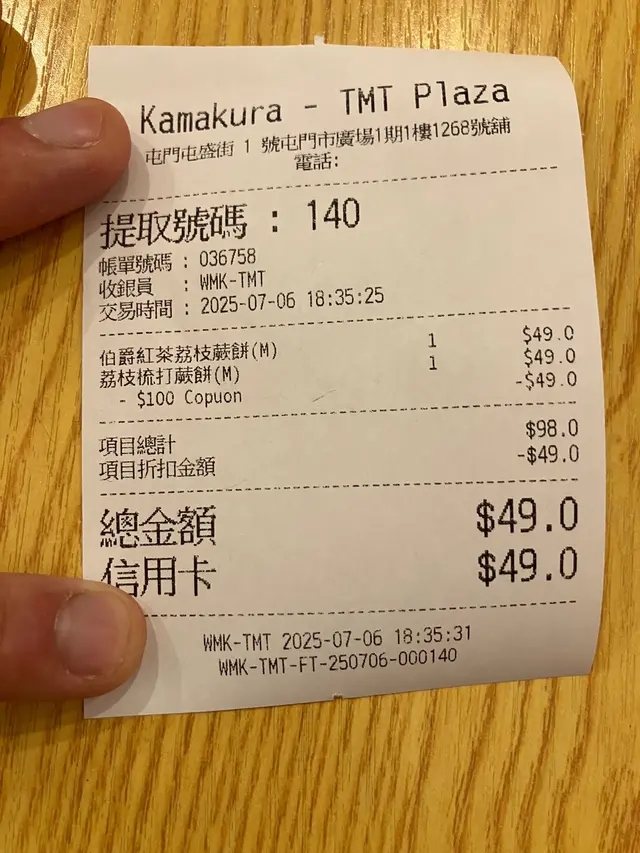 Kamakura - TMT Plaza
屯門屯盛街 1 號屯門市廣場1期1樓1268號舖
電話:
提取號碼 : 140
帳單號碼 : 036758
收銀員 : WMK-TMT
交易時間 : 2025-07-06 18:35:25
伯爵紅茶荔枝蕨餅(M) 1 $49.0
荔枝梳打蕨餅(M) 1 $49.0
- $100 Copuon -$49.0
項目總計 $98.0
項目折扣金額 -$49.0
總金額 $49.0
信用卡 $49.0
WMK-TMT 2025-07-06 18:35:31
WMK-TMT-FT-250706-000140